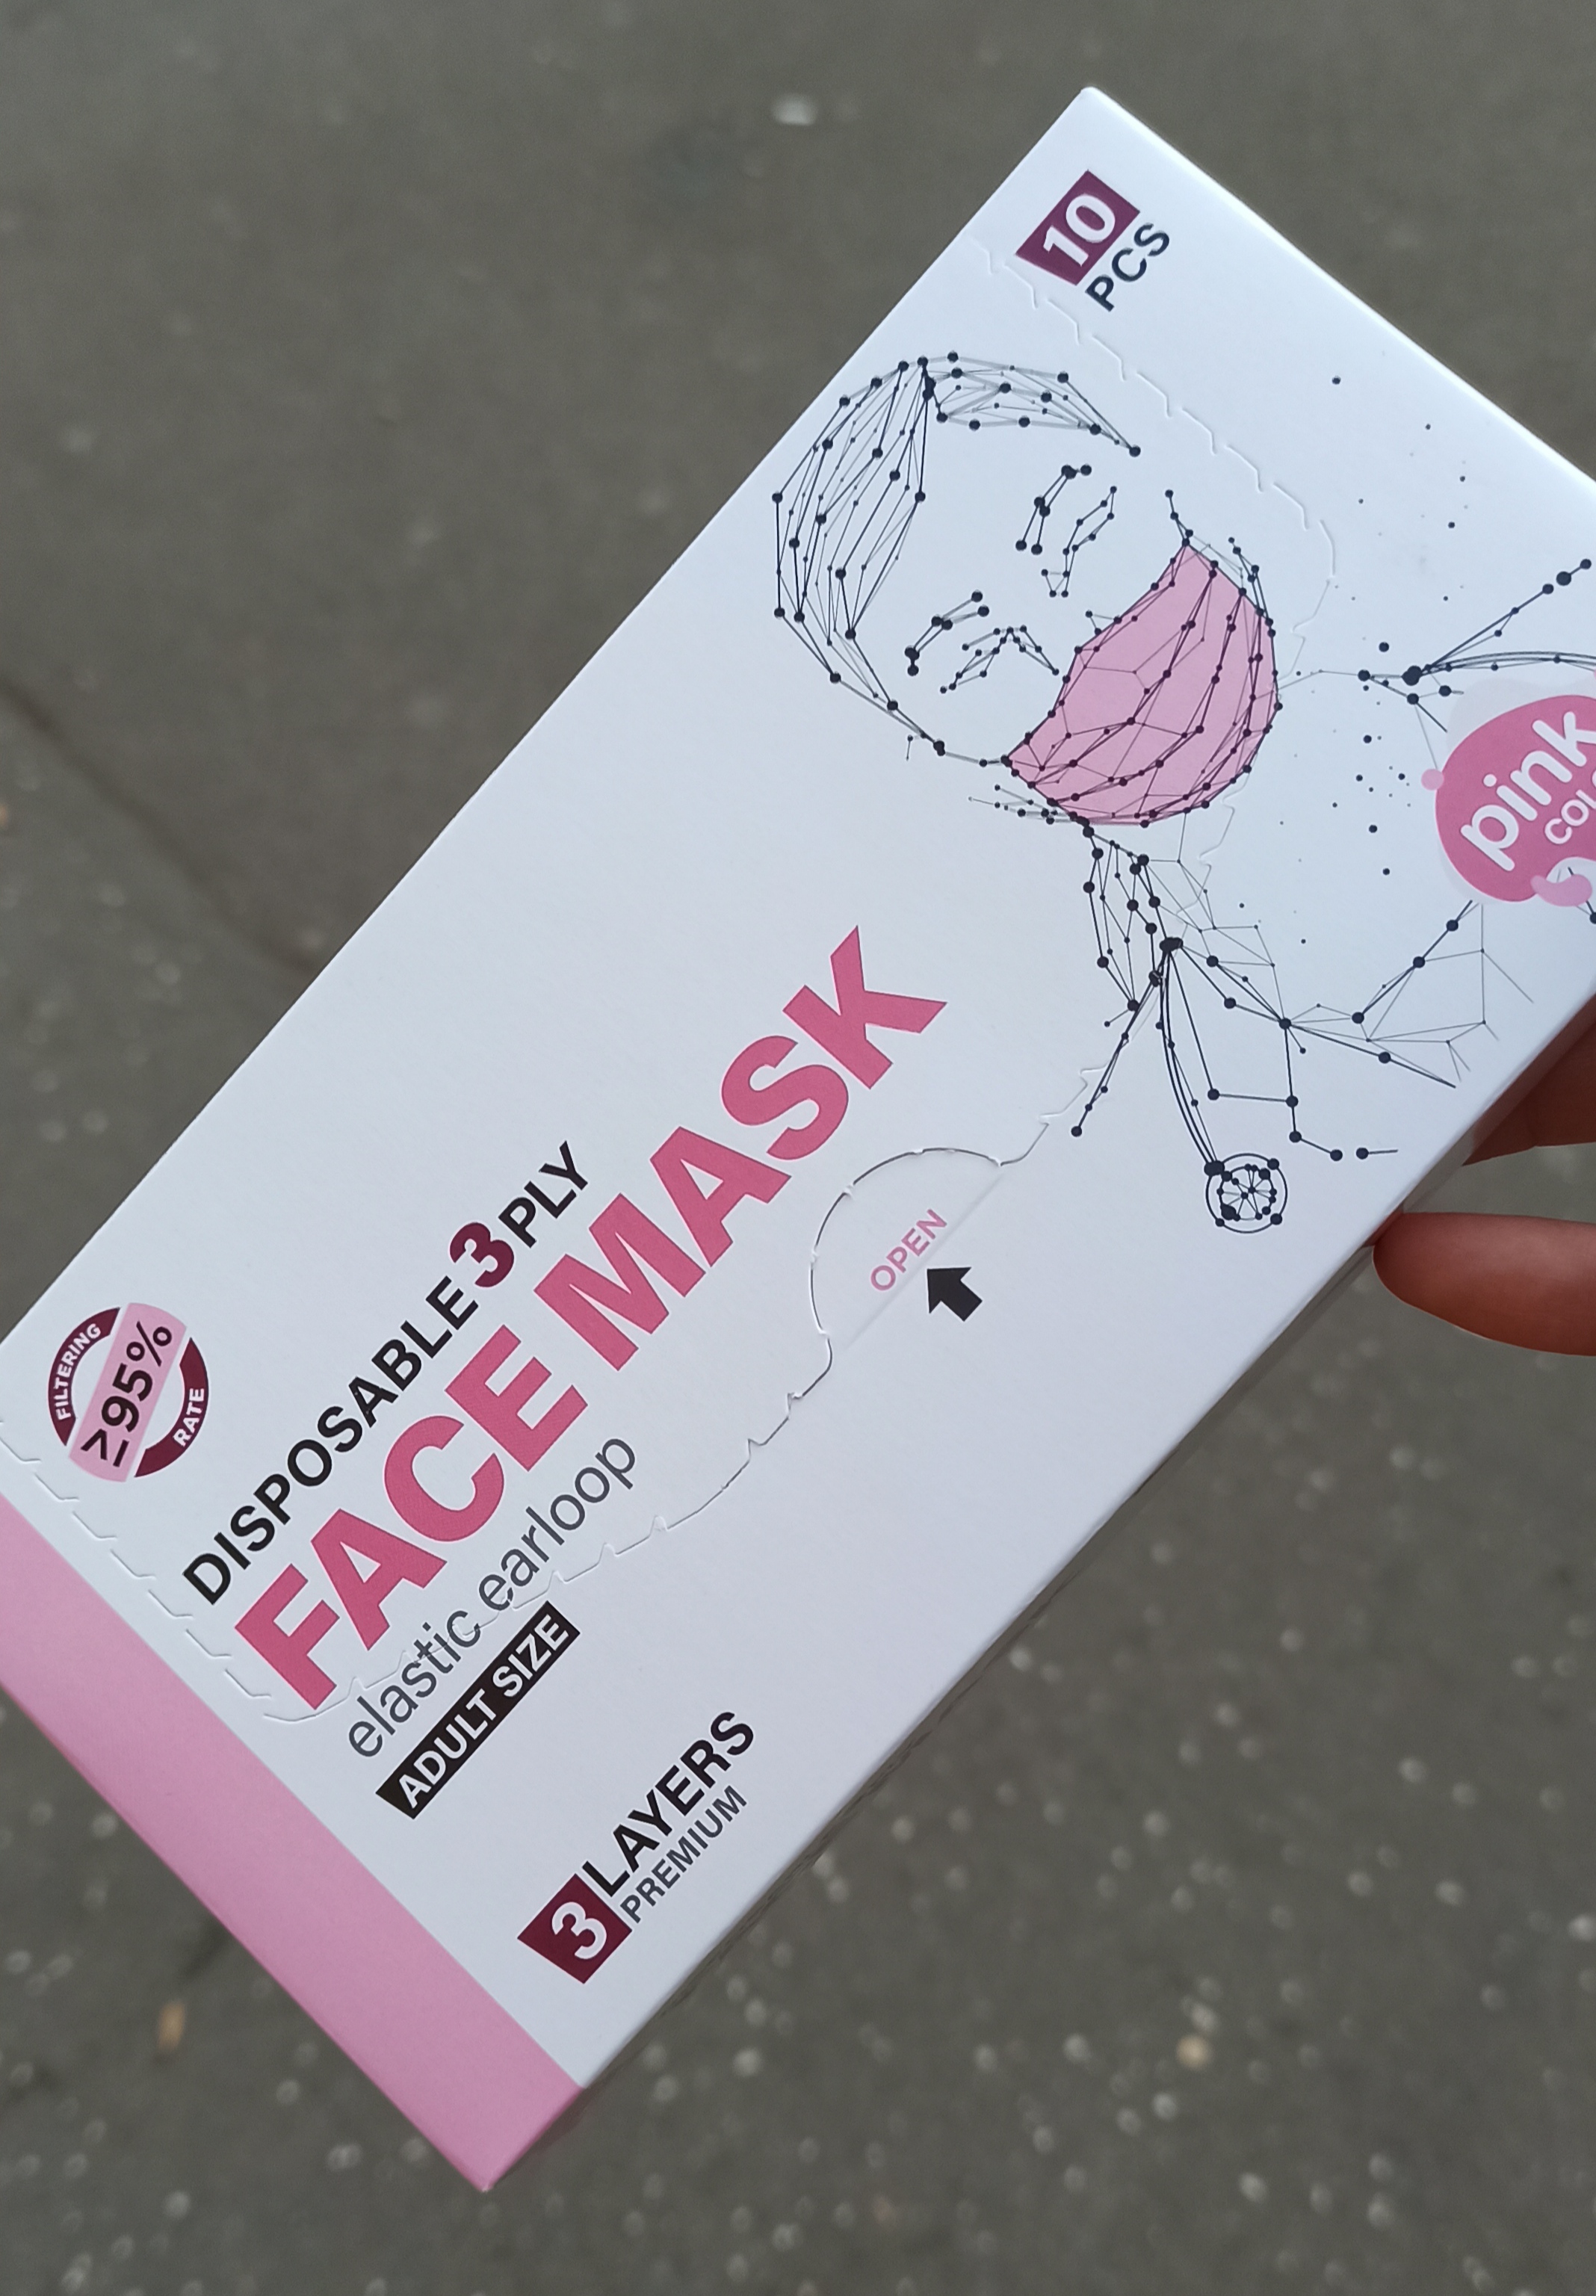 FILTERING
≥95%
RATE
DISPOSABLE 3 PLY
FACE MASK
elastic earloop
ADULT SIZE
3 LAYERS
PREMIUM
OPEN
10
PCS
pink